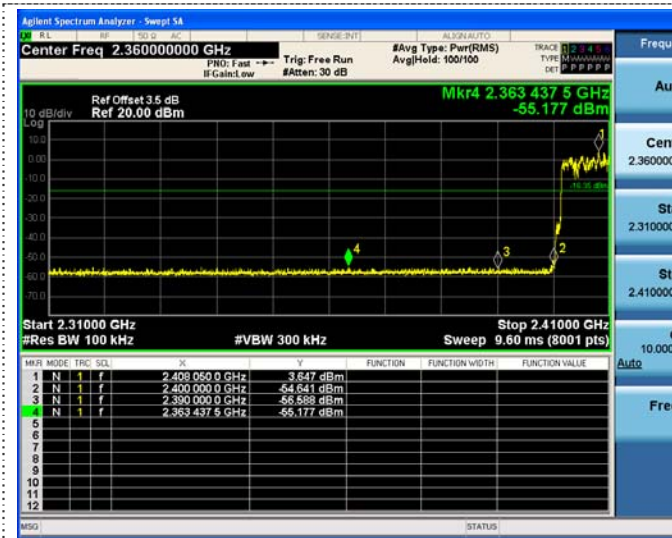 Agilent Spectrum Analyzer - Swept SA
RL RF 50 Ω AC SENSE:INT ALIGNAUTO
Center Freq 2.360000000 GHz
PNO: Fast
IFGain:Low
Trig: Free Run
#Atten: 30 dB
#Avg Type: Pwr(RMS)
Avg|Hold: 100/100
TRACE 1 2 3 4 5 6
TYPE
DET P P P P P P
Frequ
Mkr4 2.363 437 5 GHz
-55.177 dBm
Ref Offset 3.5 dB
10 dB/div Ref 20.00 dBm
Log
10.0
0.00
-10.0
-20.0
-30.0
-40.0
-50.0
-60.0
-70.0
1
-16.35 dBm
4
3
2
Start 2.31000 GHz
Stop 2.41000 GHz
#Res BW 100 kHz
#VBW 300 kHz
Sweep 9.60 ms (8001 pts)
MKR MODE TRC SCL X Y FUNCTION FUNCTION WIDTH FUNCTION VALUE
1 N 1 f 2.408 050 0 GHz 3.647 dBm
2 N 1 f 2.400 000 0 GHz -54.641 dBm
3 N 1 f 2.390 000 0 GHz -56.588 dBm
4 N 1 f 2.363 437 5 GHz -55.177 dBm
5
6
7
8
9
10
11
12
MSG
STATUS
Au
Cen
2.360000
St
2.310000
St
2.410000
10.000
Auto
Fre